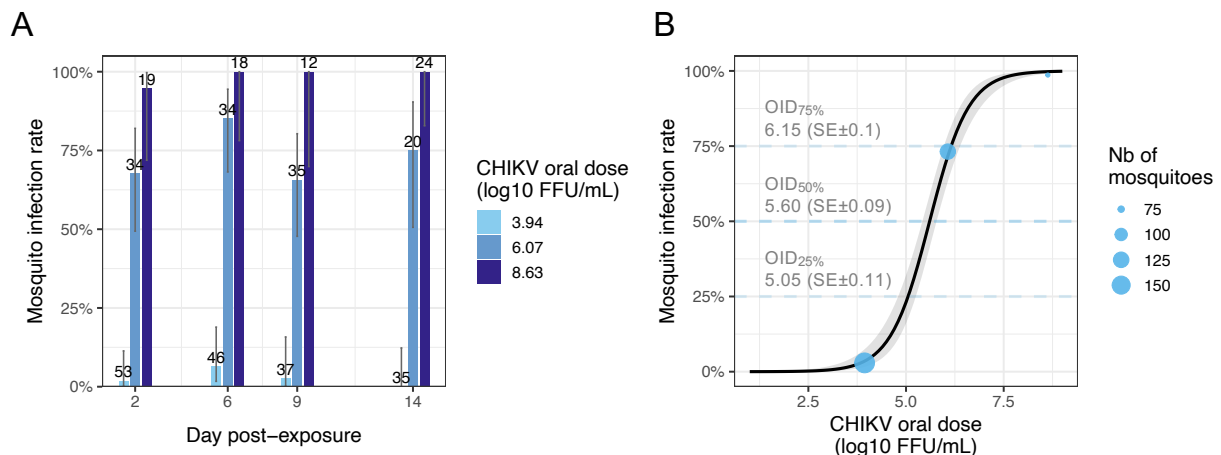 A
Mosquito infection rate
100%
75%
50%
25%
0%
19
34
53
18
34
46
12
35
37
24
20
35
2
6
9
14
Day post−exposure
CHIKV oral dose
(log10 FFU/mL)
3.94
6.07
8.63
B
Mosquito infection rate
100%
75%
50%
25%
0%
OID75%
6.15 (SE±0.1)
OID50%
5.60 (SE±0.09)
OID25%
5.05 (SE±0.11)
2.5
5.0
7.5
CHIKV oral dose
(log10 FFU/mL)
Nb of
mosquitoes
75
100
125
150